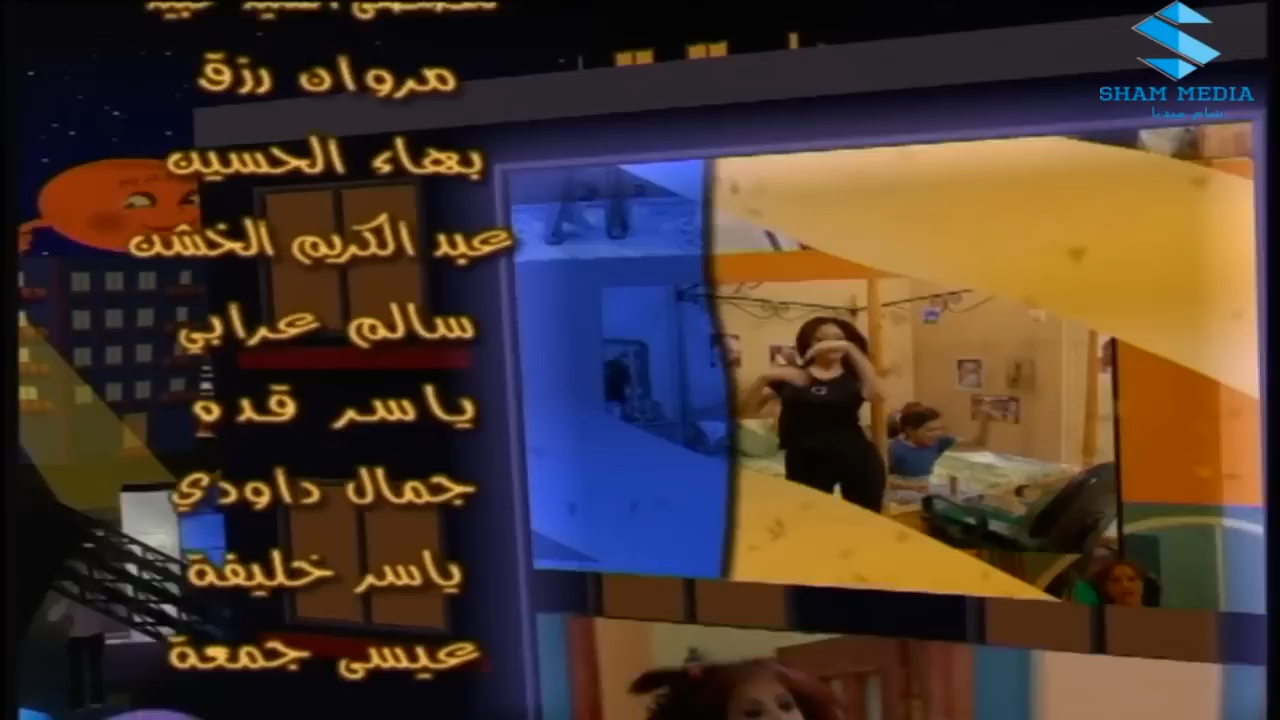 مروان رزق
بهاء الحسين
عبد الكريم الخشن
سالم عرابي
ياسر قده
جمال داودي
ياسر خليفة
عيسى جمعة
SHAM MEDIA
شام ميديا